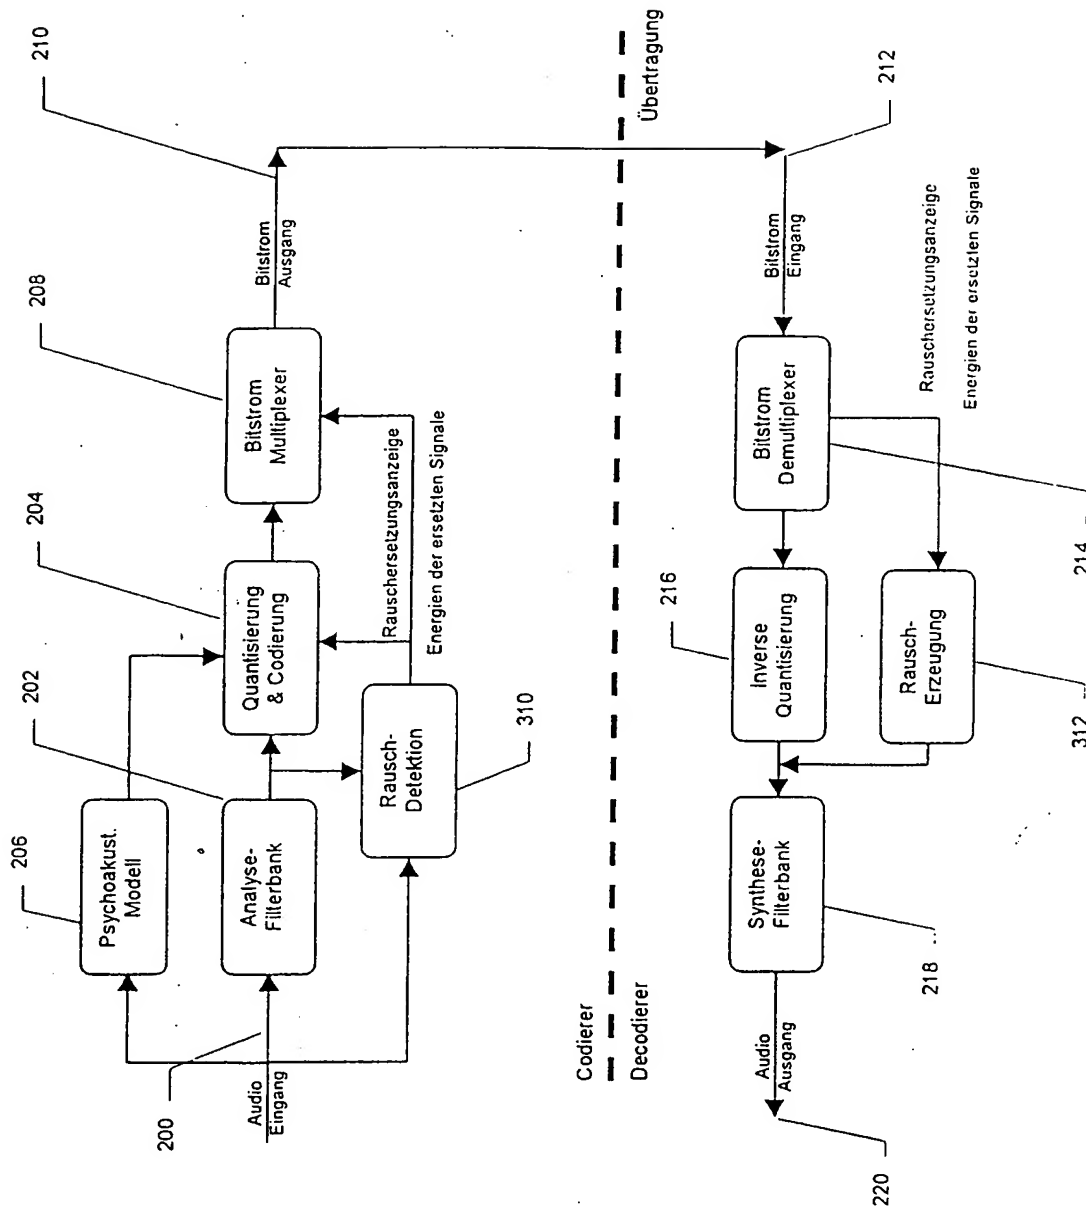 206
Psychoakust.
Modell
202
204
208
210
200
Audio
Eingang
Analyse-
Filterbank
Quantisierung
& Codierung
Bitstrom
Multiplexer
Bitstrom
Ausgang
Rausch-
Detektion
310
Rauschersetzungsanzeige
Energien der ersetzten Signale
Codierer
Decodierer
Übertragung
212
216
220
Audio
Ausgang
Synthese-
Filterbank
218
Inverse
Quantisierung
Bitstrom
Demultiplexer
Bitstrom
Eingang
Rausch-
Erzeugung
312
214
Rauschersetzungsanzeige
Energien der ersetzten Signale